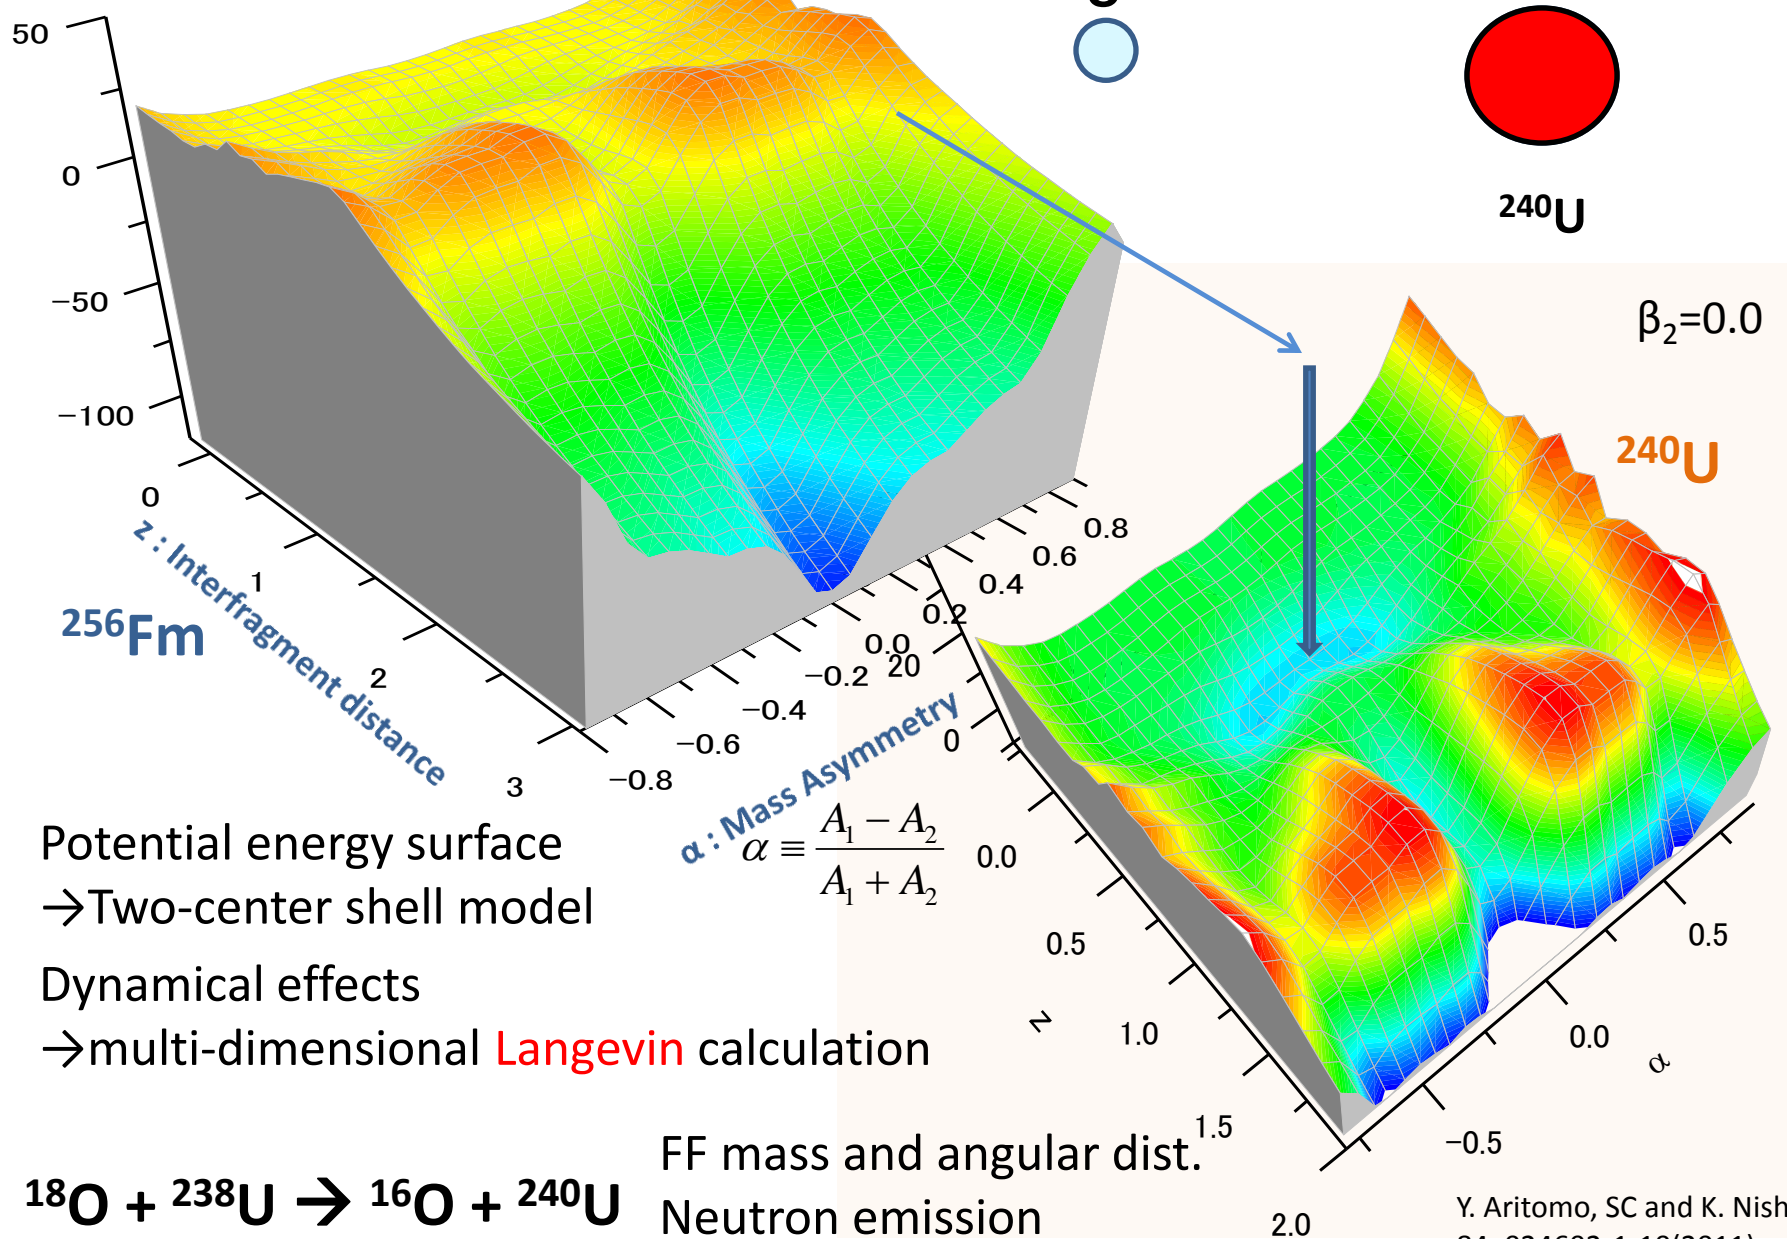 50
0
−50
−100
0
1
2
3
z : Interfragment distance
256Fm
−0.8
−0.6
−0.4
−0.2
0.0
0.2
0.4
0.6
0.8
α : Mass Asymmetry
α ≡ (A1 − A2) / (A1 + A2)
240U
β2=0.0
240U
20
0
0.0
0.5
1.0
1.5
2.0
z
−0.5
0.0
0.5
α
Potential energy surface
→Two-center shell model
Dynamical effects
→multi-dimensional Langevin calculation
18O + 238U → 16O + 240U
FF mass and angular dist.
Neutron emission
Y. Aritomo, SC and K. Nish